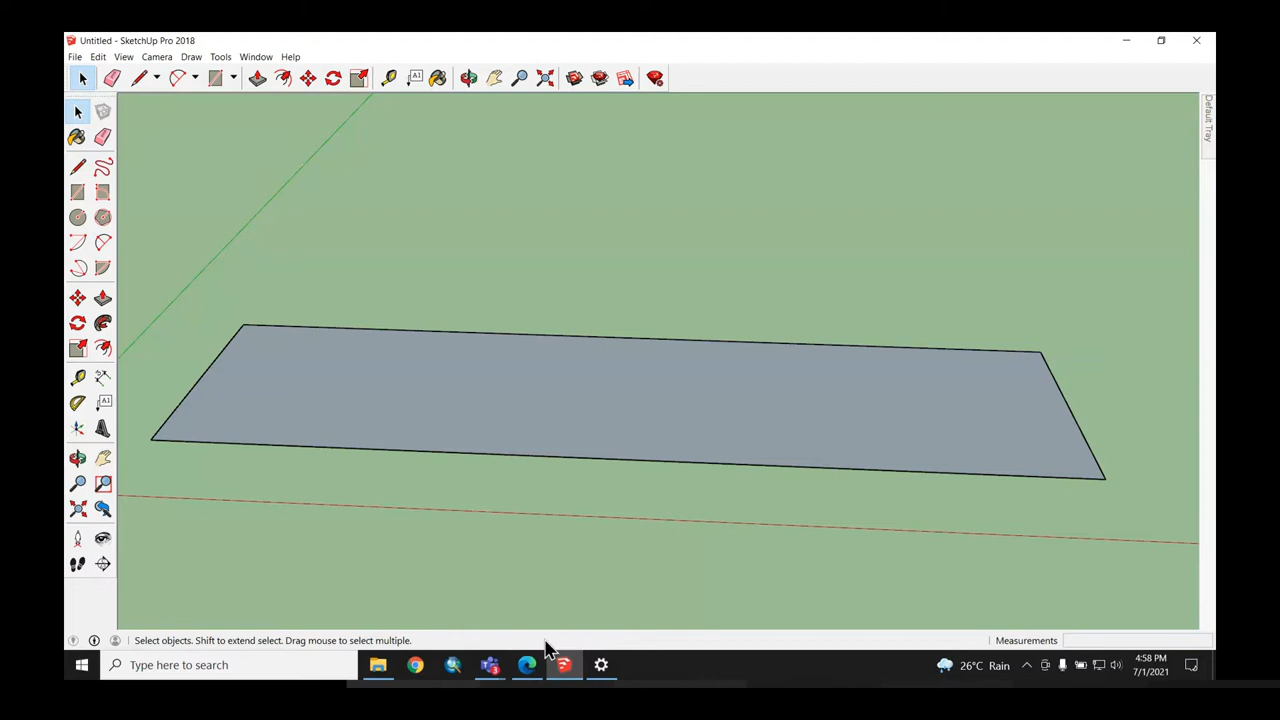 Untitled - SketchUp Pro 2018
File Edit View Camera Draw Tools Window Help
A1
Default Tray
A1
Select objects. Shift to extend select. Drag mouse to select multiple.
Measurements
Type here to search
26°C Rain
4:58 PM
7/1/2021